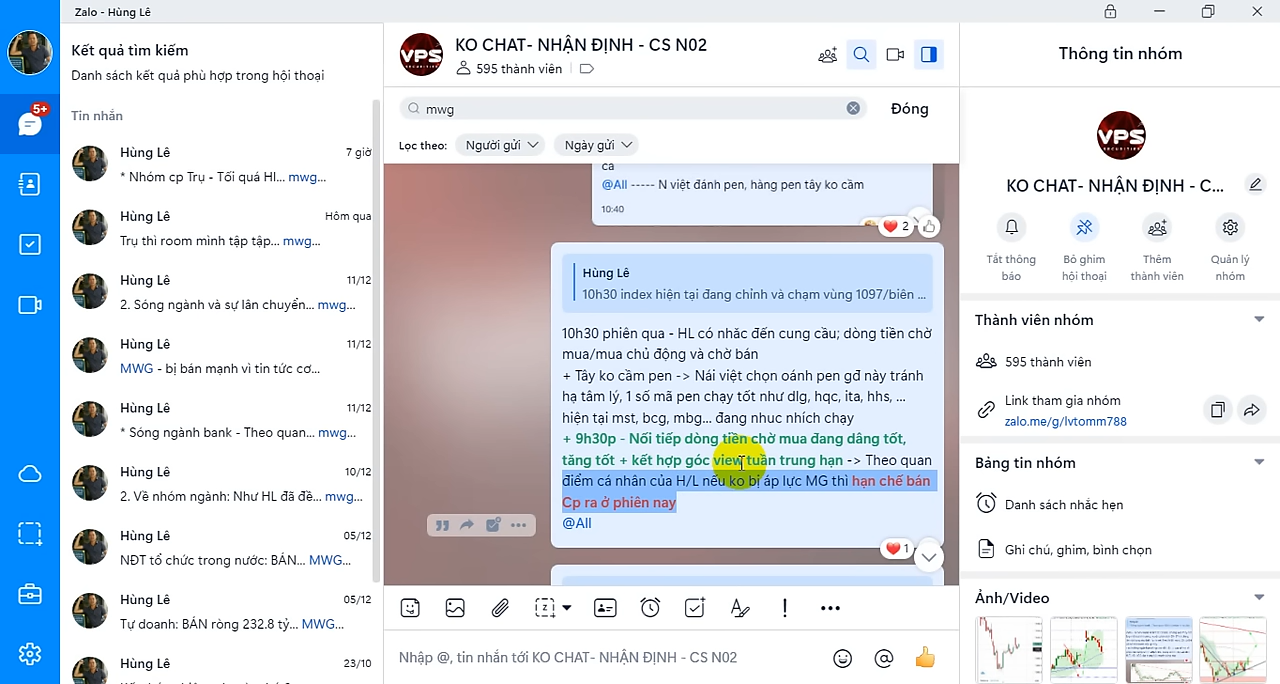 Zalo - Hùng Lê
Kết quả tìm kiếm
Danh sách kết quả phù hợp trong hội thoại
5+
Tin nhắn
Hùng Lê
7 giờ
* Nhóm cp Trụ - Tối quá HI... mwg...
Hùng Lê
Hôm qua
Trụ thì room mình tập tập... mwg...
Hùng Lê
11/12
2. Sóng ngành và sự lân chuyển... mwg...
Hùng Lê
11/12
MWG - bị bán mạnh vì tin tức cơ...
Hùng Lê
11/12
* Sóng ngành bank - Theo quan... mwg...
Hùng Lê
10/12
2. Về nhóm ngành: Như HL đã đề... mwg...
Hùng Lê
05/12
NĐT tổ chức trong nước: BÁN... MWG...
Hùng Lê
05/12
Tự doanh: BÁN ròng 232.8 tỷ... MWG...
Hùng Lê
23/10
VPS
SECURITIES
KO CHAT- NHẬN ĐỊNH - CS N02
595 thành viên
mwg
Đóng
Lọc theo:
Người gửi
Ngày gửi
cả
@All ----- N việt đánh pen, hàng pen tây ko cầm
10:40
2
Hùng Lê
10h30 index hiện tại đang chỉnh và chạm vùng 1097/biên ...
10h30 phiên qua - HL có nhăc đến cung cầu; dòng tiền chờ
mua/mua chủ động và chờ bán
+ Tây ko cầm pen -> Nái việt chọn oánh pen gđ này tránh
hạ tâm lý, 1 số mã pen chạy tốt như dlg, hqc, ita, hhs, ...
hiện tại mst, bcg, mbg... đang nhuc nhích chạy
+ 9h30p - Nối tiếp dòng tiền chờ mua đang dâng tốt,
tăng tốt + kết hợp góc view tuần trung hạn -> Theo quan
điểm cá nhân của H/L nếu ko bị áp lực MG thì hạn chế bán
Cp ra ở phiên nay
@All
1
Nhập @, tin nhắn tới KO CHAT- NHẬN ĐỊNH - CS N02
Thông tin nhóm
VPS
SECURITIES
KO CHAT- NHẬN ĐỊNH - C...
Tắt thông
báo
Bỏ ghim
hội thoại
Thêm
thành viên
Quản lý
nhóm
Thành viên nhóm
595 thành viên
Link tham gia nhóm
zalo.me/g/lvtomm788
Bảng tin nhóm
Danh sách nhắc hẹn
Ghi chú, ghim, bình chọn
Ảnh/Video